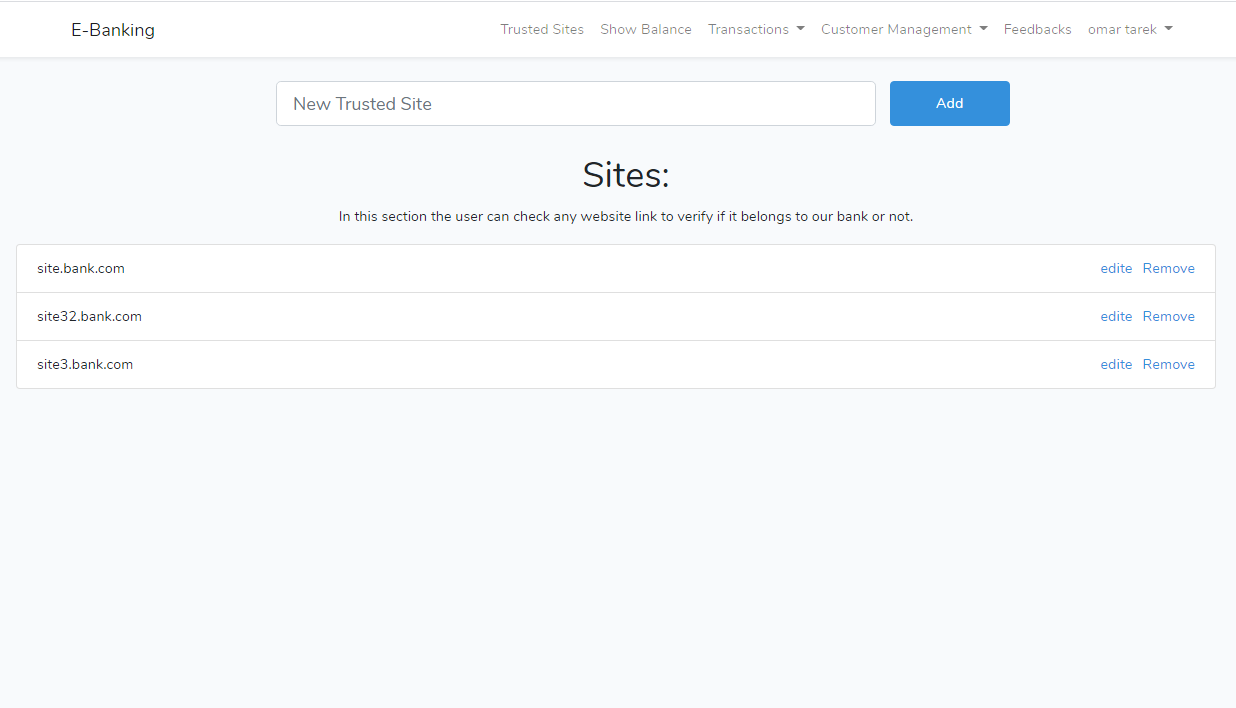 E-Banking Trusted Sites Show Balance Transactions Customer Management Feedbacks omar tarek
New Trusted Site Add
Sites:
In this section the user can check any website link to verify if it belongs to our bank or not.
site.bank.com edite Remove
site32.bank.com edite Remove
site3.bank.com edite Remove